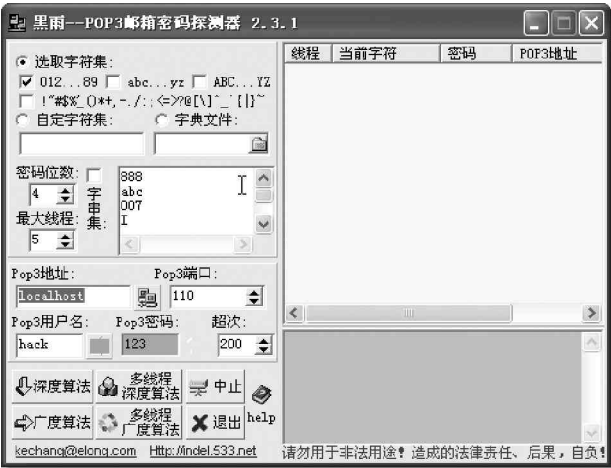 黑雨--POP3邮箱密码探测器 2.3.1
选取字符集:
012...89 abc...yz ABC...YZ
自定字符集: 字典文件:
密码位数:
4
最大线程:
5
字串集:
888
abc
007
I
Pop3地址: Pop3端口:
localhost 110
Pop3用户名: Pop3密码: 超次:
hack 123 200
深度算法 多线程深度算法 中止
广度算法 多线程广度算法 退出 help
kechang@elong.com Http://indel.533.net
线程 当前字符 密码 POP3地址
请勿用于非法用途! 造成的法律责任、后果,自负!